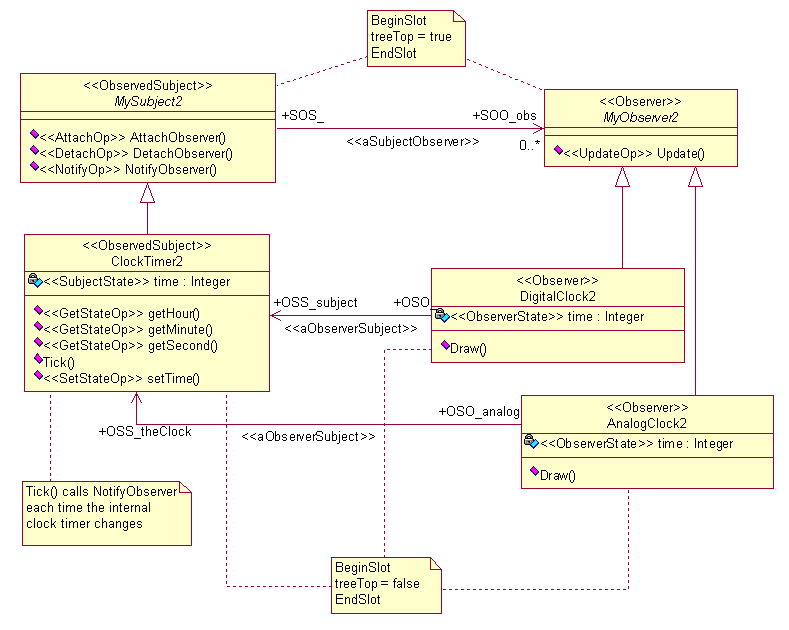 BeginSlot
treeTop = true
EndSlot
<<ObservedSubject>>
MySubject2
<<AttachOp>> AttachObserver()
<<DetachOp>> DetachObserver()
<<NotifyOp>> NotifyObserver()
+SOS_
+SOO_obs
<<aSubjectObserver>>
0..*
<<Observer>>
MyObserver2
<<UpdateOp>> Update()
<<ObservedSubject>>
ClockTimer2
<<SubjectState>> time : Integer
<<GetStateOp>> getHour()
<<GetStateOp>> getMinute()
<<GetStateOp>> getSecond()
Tick()
<<SetStateOp>> setTime()
+OSS_subject
+OSO_
<<aObserverSubject>>
<<Observer>>
DigitalClock2
<<ObserverState>> time : Integer
Draw()
+OSS_theClock
+OSO_analog
<<aObserverSubject>>
<<Observer>>
AnalogClock2
<<ObserverState>> time : Integer
Draw()
Tick() calls NotifyObserver
each time the internal
clock timer changes
BeginSlot
treeTop = false
EndSlot